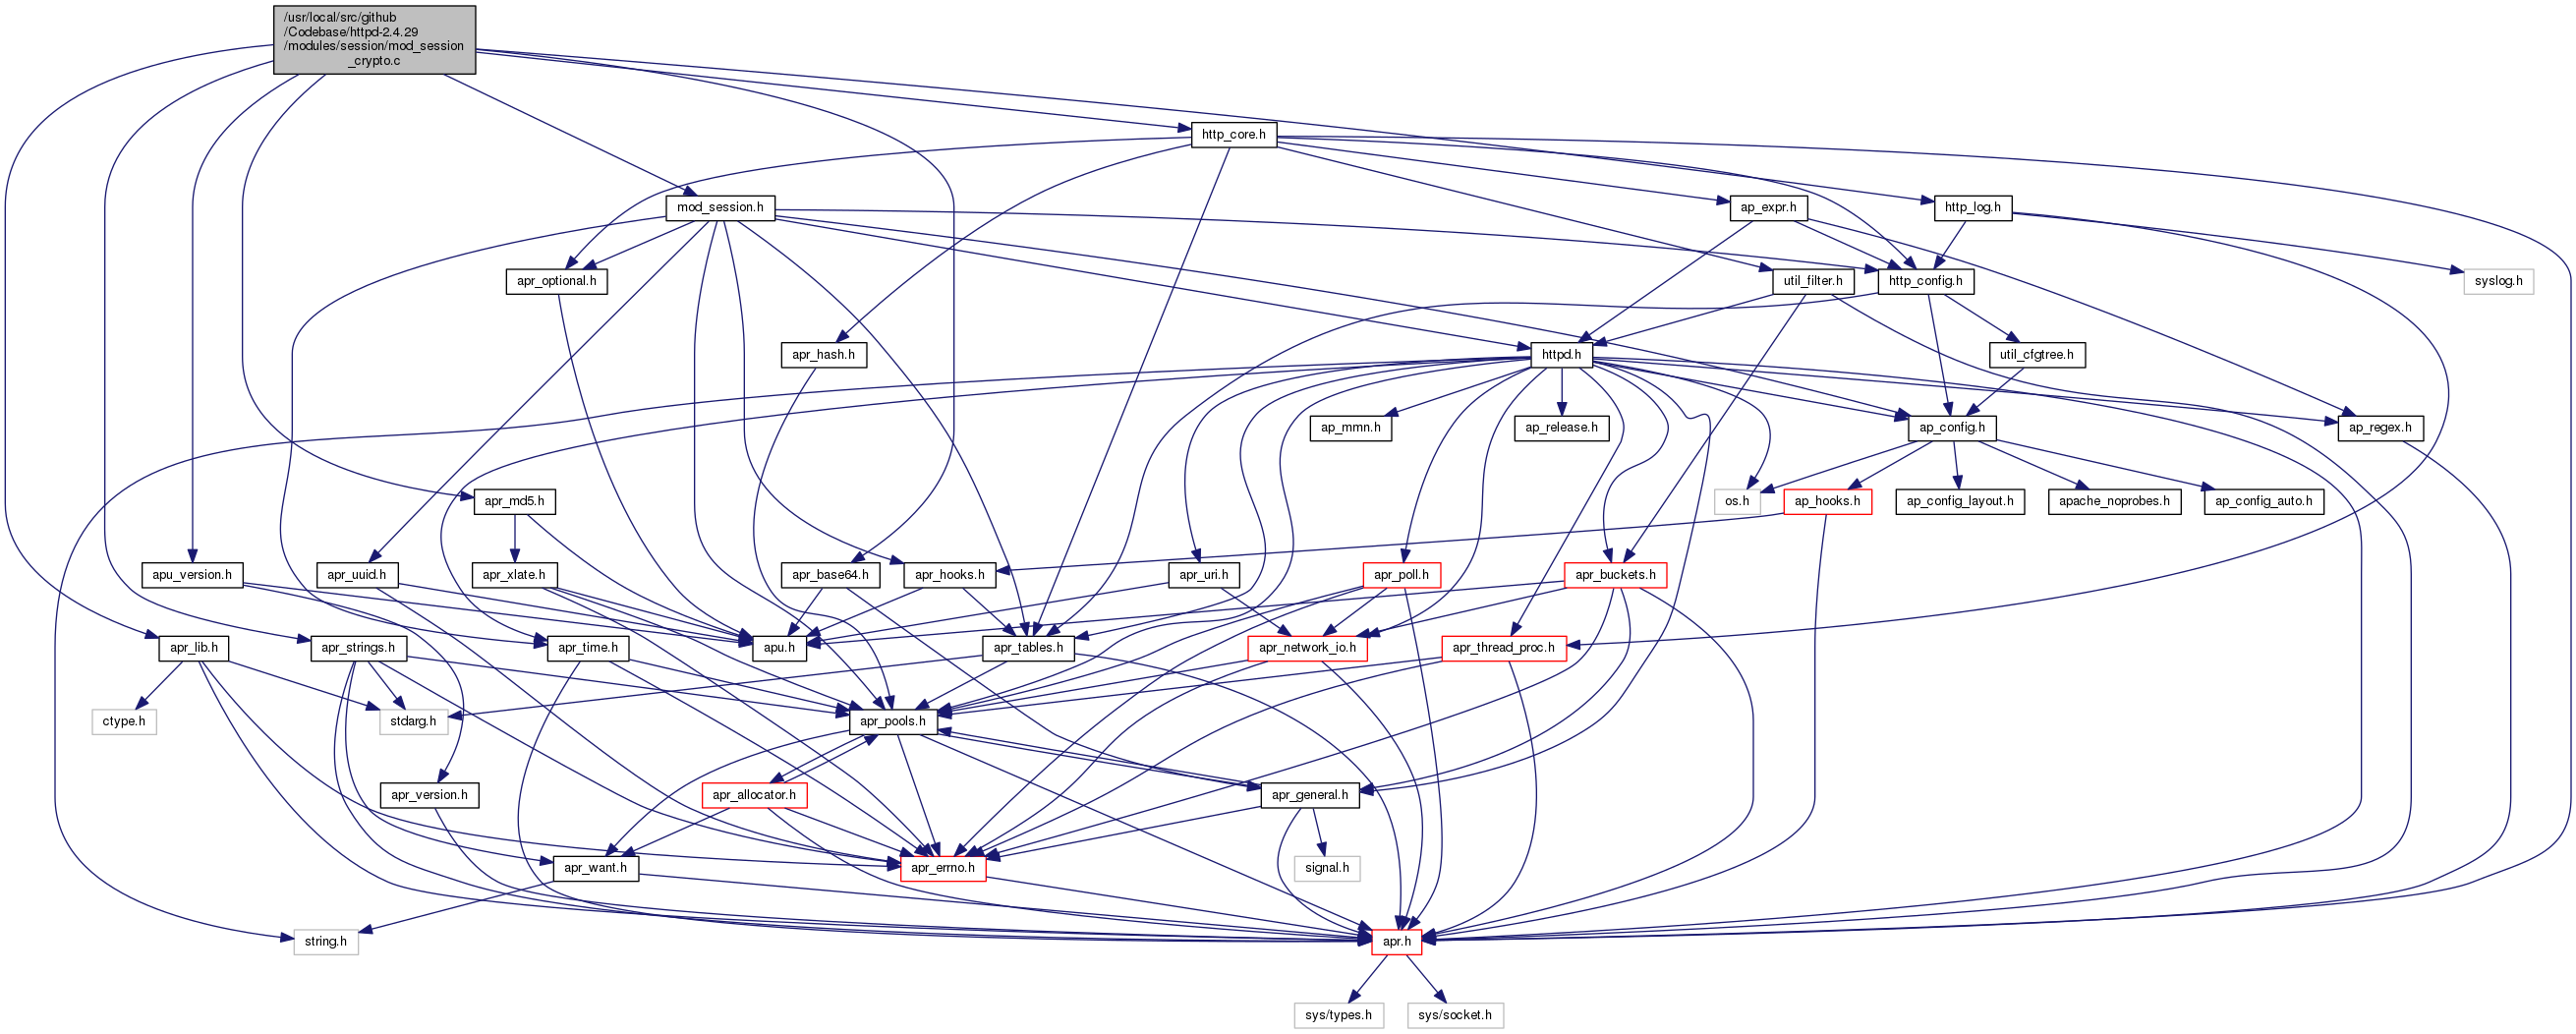 /usr/local/src/github
/Codebase/httpd-2.4.29
/modules/session/mod_session
_crypto.c
http_core.h
mod_session.h
ap_expr.h
http_log.h
apr_optional.h
util_filter.h
http_config.h
syslog.h
apr_hash.h
httpd.h
util_cfgtree.h
ap_mmn.h
ap_release.h
ap_config.h
ap_regex.h
apr_md5.h
os.h
ap_hooks.h
ap_config_layout.h
apache_noprobes.h
ap_config_auto.h
apu_version.h
apr_uuid.h
apr_xlate.h
apr_base64.h
apr_hooks.h
apr_uri.h
apr_poll.h
apr_buckets.h
apr_lib.h
apr_strings.h
apr_time.h
apu.h
apr_tables.h
apr_network_io.h
apr_thread_proc.h
ctype.h
stdarg.h
apr_pools.h
apr_version.h
apr_allocator.h
apr_general.h
apr_want.h
apr_errno.h
signal.h
string.h
apr.h
sys/types.h
sys/socket.h